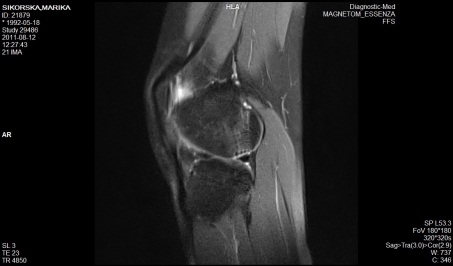 SIKORSKA,MARIKA
ID: 21879
* 1992-05-18
Study 29486
2011-08-12
12:27:43
21 IMA
HEA
Diagnostic-Med
MAGNETOM_ESSENZA
FFS
AR
SL 3
TE 23
TR 4850
SP L53.3
FoV 180*180
320*320s
Sag>Tra(3.0)>Cor(2.9)
W: 737
C: 346